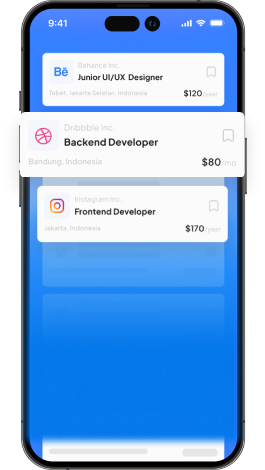 9:41
Behance Inc.
Bē
Junior UI/UX Designer
Tebet, Jakarta Selatan, Indonesia
$120/year
Dribbble Inc.
Backend Developer
Bandung, Indonesia
$80/mo
Instagram Inc.
Frontend Developer
Jakarta, Indonesia
$170/year